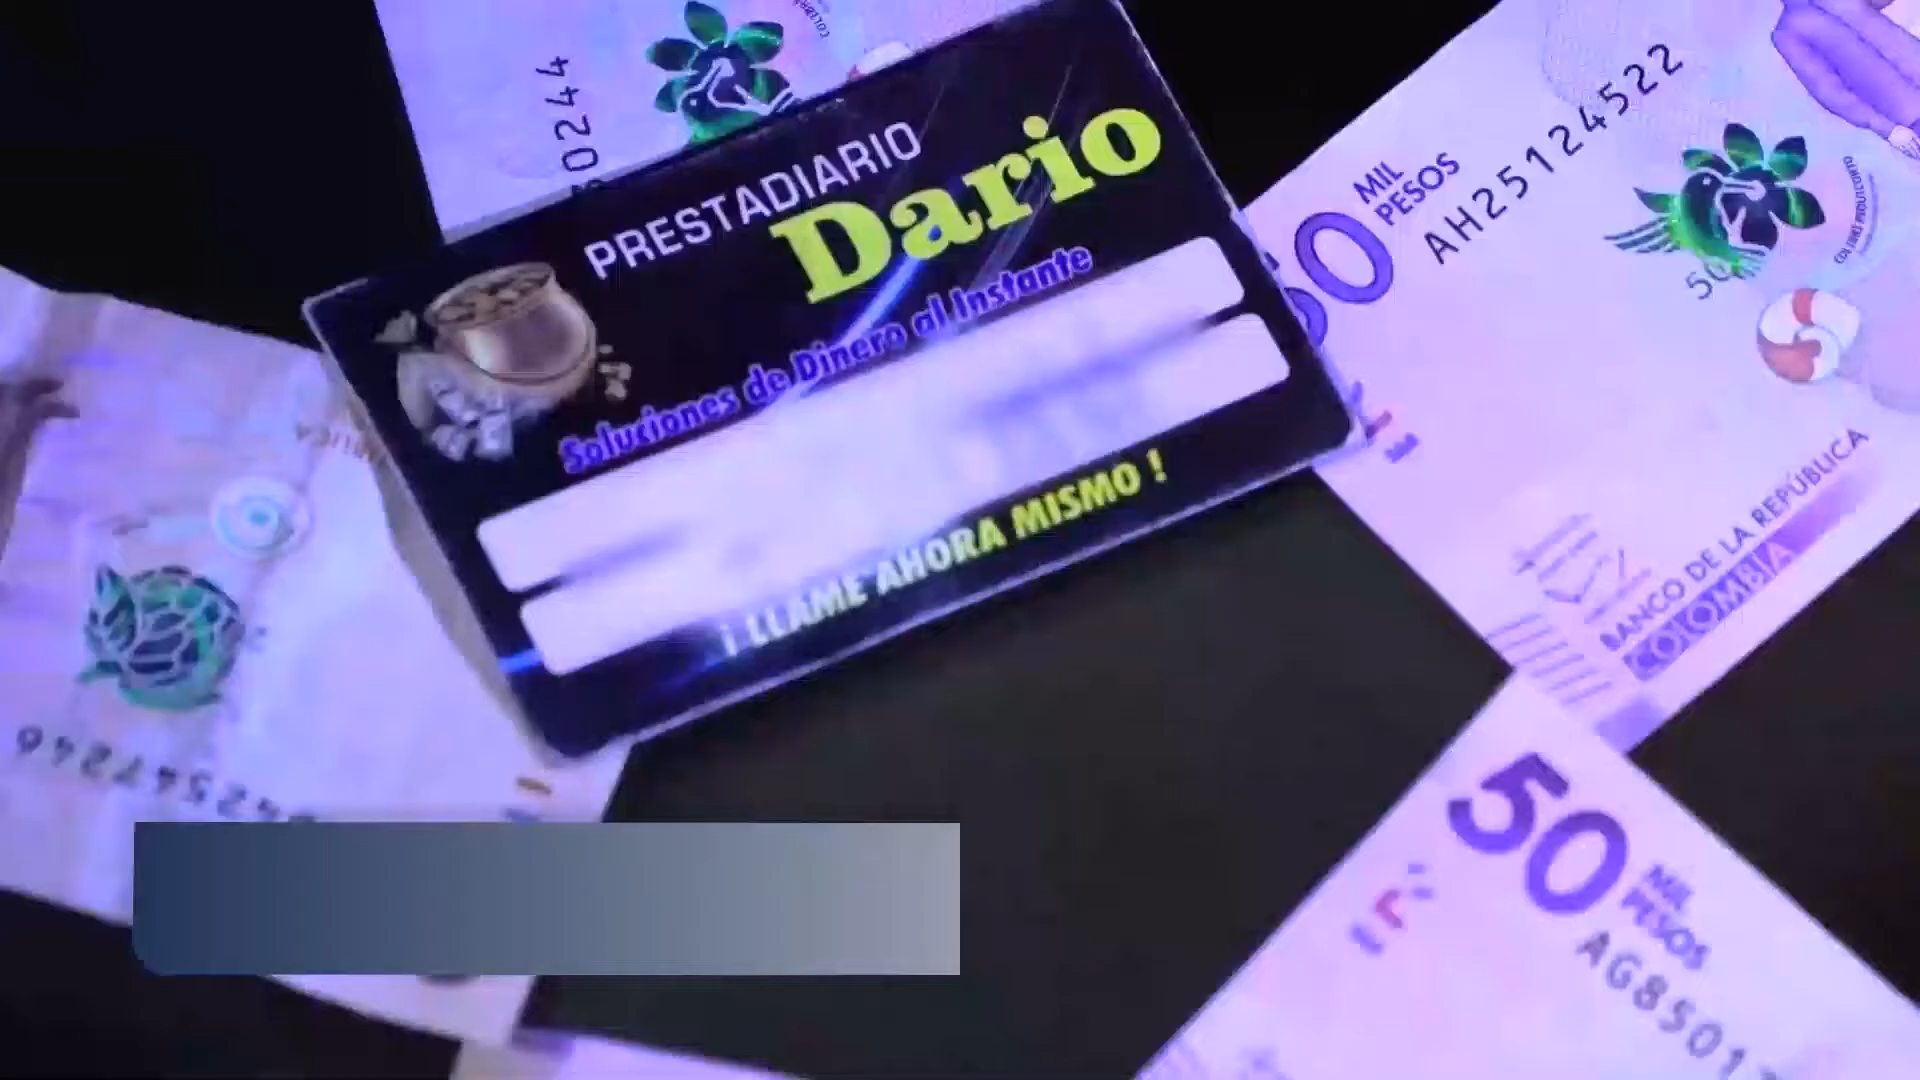 PRESTADIARIO
Dario
Soluciones de Dinero al Instante
¡ LLAME AHORA MISMO !
MIL
PESOS
AH25124522
50
BANCO DE LA REPÚBLICA
COLOMBIA
50
MIL
PESOS